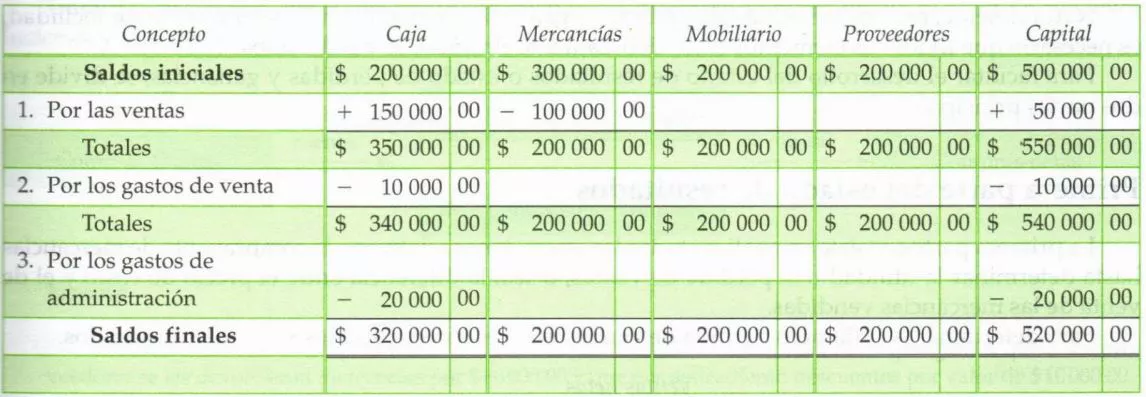 Concepto Caja Mercancías Mobiliario Proveedores Capital
Saldos iniciales $ 200 000 00 $ 300 000 00 $ 200 000 00 $ 200 000 00 $ 500 000 00
1. Por las ventas + 150 000 00 − 100 000 00 + 50 000 00
Totales $ 350 000 00 $ 200 000 00 $ 200 000 00 $ 200 000 00 $ 550 000 00
2. Por los gastos de venta − 10 000 00 10 000 00
Totales $ 340 000 00 $ 200 000 00 $ 200 000 00 $ 200 000 00 $ 540 000 00
3. Por los gastos de
administración − 20 000 00 − 20 000 00
Saldos finales $ 320 000 00 $ 200 000 00 $ 200 000 00 $ 200 000 00 $ 520 000 00